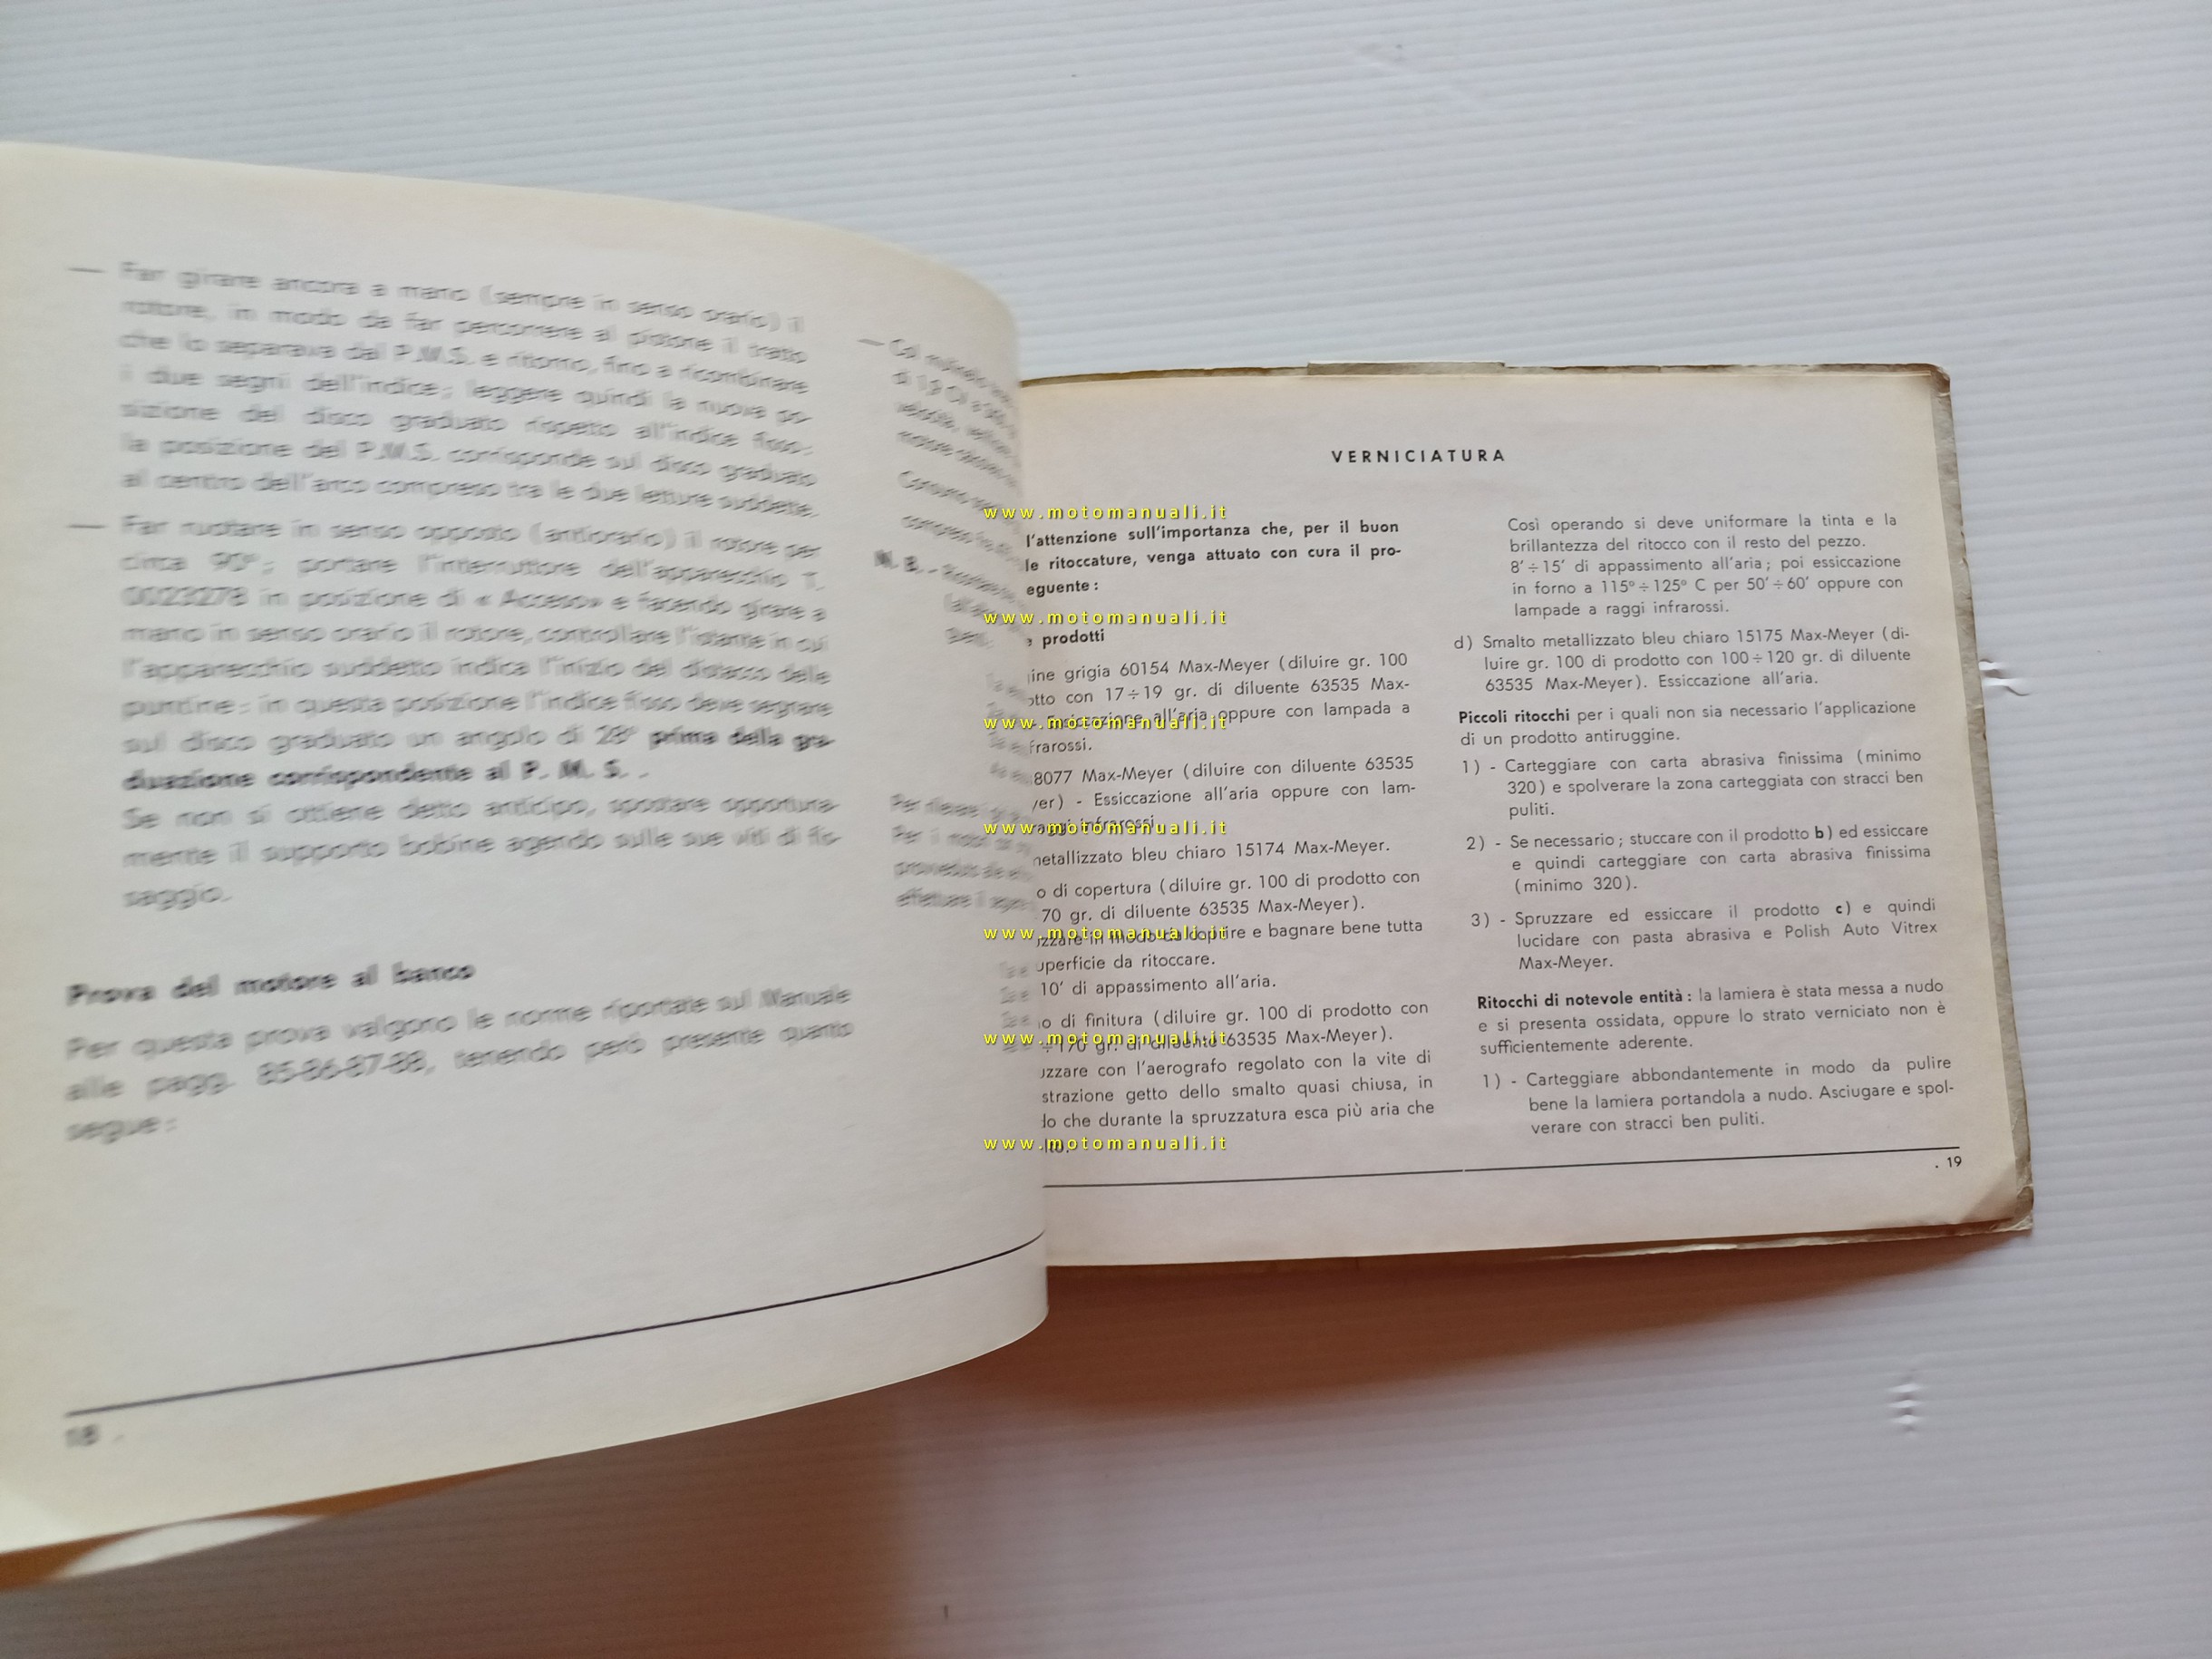 — Far girare ancora a mano (sempre in senso orario) il
rotore, in modo da far percorrere al pistone il tratto
che lo separava dal P.M.S. e ritorno, fino a ricombinare
i due segni dell'indice; leggere quindi la nuova po-
sizione del disco graduato rispetto all'indice fisso;
la posizione del P.M.S. corrisponde sul disco graduato
al centro dell'arco compreso tra le due letture suddette.
— Far ruotare in senso opposto (antiorario) il rotore per
circa 90°; portare l'interruttore dell'apparecchio T.
0023278 in posizione di « Acceso» e facendo girare a
mano in senso orario il rotore, controllare l'istante in cui
l'apparecchio suddetto indica l'inizio del distacco delle
puntine: in questa posizione l'indice fisso deve segnare
sul disco graduato un angolo di 28° prima della gra-
duazione corrispondente al P. M. S. .
Se non si ottiene detto anticipo, spostare opportuna-
mente il supporto bobine agendo sulle sue viti di fis-
saggio.
Prova del motore al banco
Per questa prova valgono le norme riportate sul Manuale
alle pagg. 85-86-87-88, tenendo però presente quanto
segue:
18 .
N. B. -
VERNICIATURA
l'attenzione sull'importanza che, per il buon
le ritoccature, venga attuato con cura il pro-
eguente :
e prodotti
ine grigia 60154 Max-Meyer (diluire gr. 100
otto con 17÷19 gr. di diluente 63535 Max-
all'aria oppure con lampada a
frarossi.
8077 Max-Meyer (diluire con diluente 63535
yer) - Essiccazione all'aria oppure con lam-
raggi infrarossi
netallizzato bleu chiaro 15174 Max-Meyer.
o di copertura (diluire gr. 100 di prodotto con
70 gr. di diluente 63535 Max-Meyer).
uzzare in modo da coprire e bagnare bene tutta
uperficie da ritoccare.
10' di appassimento all'aria.
o di finitura (diluire gr. 100 di prodotto con
÷170 gr. di diluente 63535 Max-Meyer).
uzzare con l'aerografo regolato con la vite di
strazione getto dello smalto quasi chiusa, in
do che durante la spruzzatura esca più aria che
lto.
Così operando si deve uniformare la tinta e la
brillantezza del ritocco con il resto del pezzo.
8'÷15' di appassimento all'aria; poi essiccazione
in forno a 115°÷125° C per 50'÷60' oppure con
lampade a raggi infrarossi.
d) Smalto metallizzato bleu chiaro 15175 Max-Meyer (di-
luire gr. 100 di prodotto con 100÷120 gr. di diluente
63535 Max-Meyer). Essiccazione all'aria.
Piccoli ritocchi per i quali non sia necessario l'applicazione
di un prodotto antiruggine.
1) - Carteggiare con carta abrasiva finissima (minimo
320) e spolverare la zona carteggiata con stracci ben
puliti.
2) - Se necessario; stuccare con il prodotto b) ed essiccare
e quindi carteggiare con carta abrasiva finissima
(minimo 320).
3) - Spruzzare ed essiccare il prodotto c) e quindi
lucidare con pasta abrasiva e Polish Auto Vitrex
Max-Meyer.
Ritocchi di notevole entità : la lamiera è stata messa a nudo
e si presenta ossidata, oppure lo strato verniciato non è
sufficientemente aderente.
1) - Carteggiare abbondantemente in modo da pulire
bene la lamiera portandola a nudo. Asciugare e spol-
verare con stracci ben puliti.
. 19
www.motomanuali.it
www.motomanuali.it
www.motomanuali.it
www.motomanuali.it
www.motomanuali.it
www.motomanuali.it
www.motomanuali.it